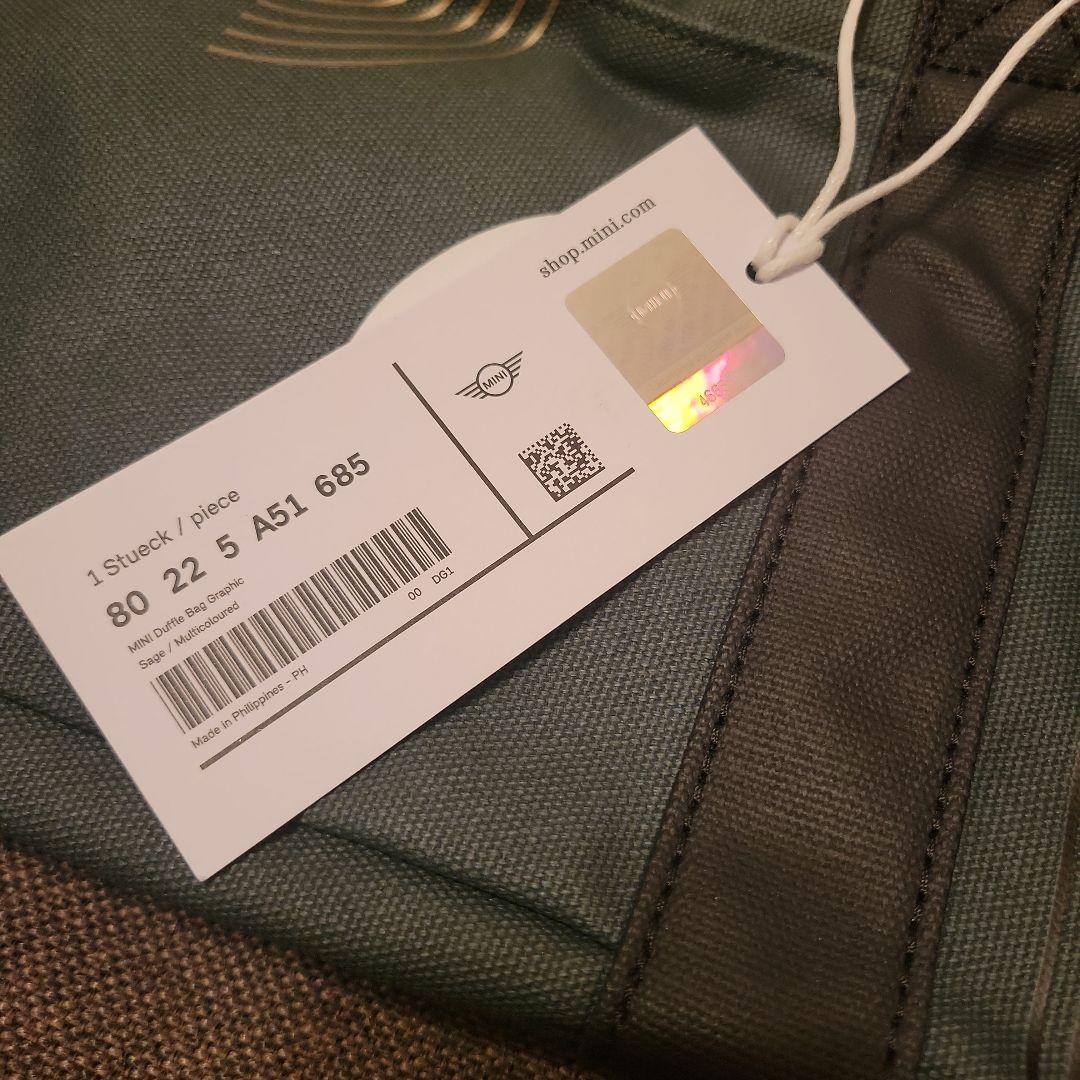 shop.mini.com
MINI
1 Stueck / piece
80 22 5 A51 685
MINI Duffle Bag Graphic
Sage / Multicoloured
00 DG1
Made in Philippines - PH